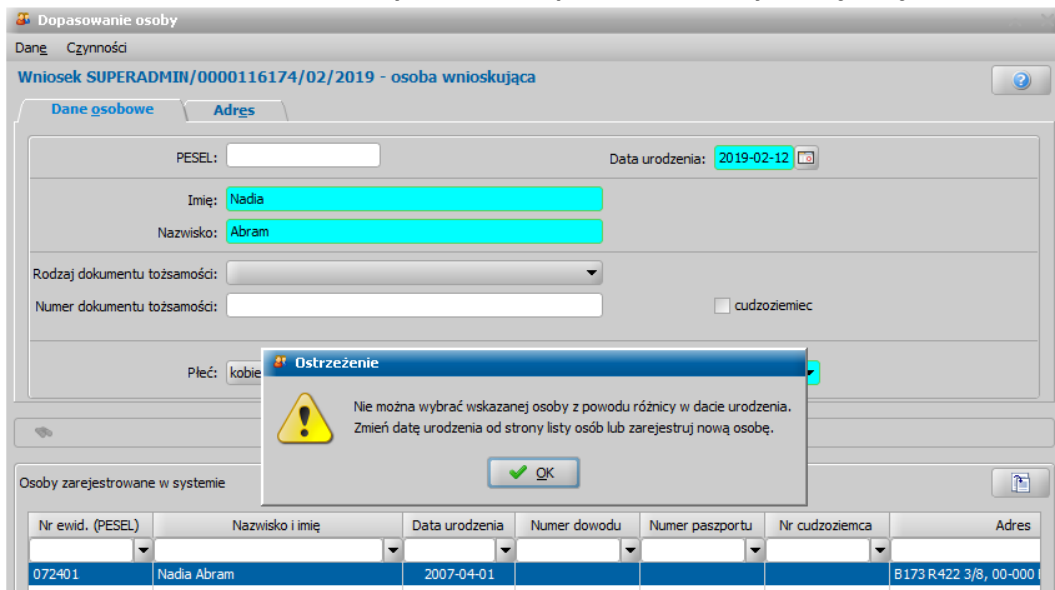 Dopasowanie osoby
Dane Czynności
Wniosek SUPERADMIN/0000116174/02/2019 - osoba wnioskująca
Dane osobowe Adres
PESEL: Data urodzenia: 2019-02-12
Imię: Nadia
Nazwisko: Abram
Rodzaj dokumentu tożsamości:
Numer dokumentu tożsamości: cudzoziemiec
Płeć: kobie
Ostrzeżenie
Nie można wybrać wskazanej osoby z powodu różnicy w dacie urodzenia.
Zmień datę urodzenia od strony listy osób lub zarejestruj nową osobę.
OK
Osoby zarejestrowane w systemie
Nr ewid. (PESEL) Nazwisko i imię Data urodzenia Numer dowodu Numer paszportu Nr cudzoziemca Adres
072401 Nadia Abram 2007-04-01 B173 R422 3/8, 00-000